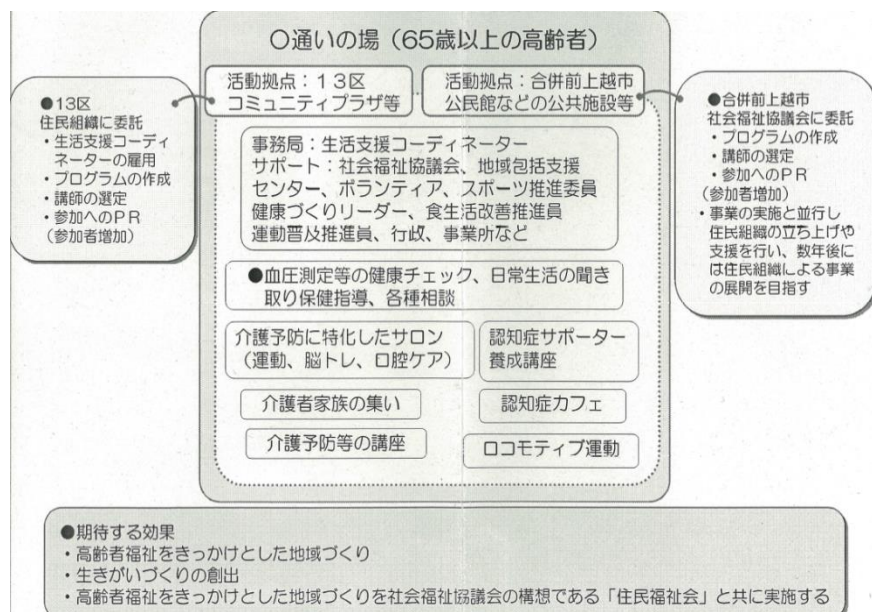 ○通いの場（65歳以上の高齢者）
活動拠点：１３区
コミュニティプラザ等
活動拠点：合併前上越市
公民館などの公共施設等
●13区
住民組織に委託
・生活支援コーディ
ネーターの雇用
・プログラムの作成
・講師の選定
・参加へのＰＲ
（参加者増加）
●合併前上越市
社会福祉協議会に委託
・プログラムの作成
・講師の選定
・参加へのＰＲ
（参加者増加）
・事業の実施と並行し
住民組織の立ち上げや
支援を行い、数年後に
は住民組織による事業
の展開を目指す
事務局：生活支援コーディネーター
サポート：社会福祉協議会、地域包括支援
センター、ボランティア、スポーツ推進委員
健康づくりリーダー、食生活改善推進員
運動普及推進員、行政、事業所など
●血圧測定等の健康チェック、日常生活の聞き
取り保健指導、各種相談
介護予防に特化したサロン
（運動、脳トレ、口腔ケア）
認知症サポーター
養成講座
介護者家族の集い
認知症カフェ
介護予防等の講座
ロコモティブ運動
●期待する効果
・高齢者福祉をきっかけとした地域づくり
・生きがいづくりの創出
・高齢者福祉をきっかけとした地域づくりを社会福祉協議会の構想である「住民福祉会」と共に実施する